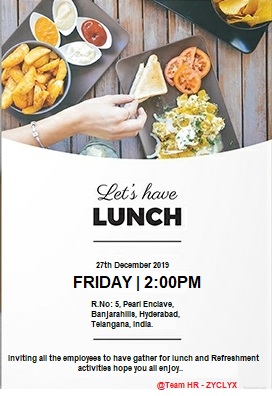 Let's have
LUNCH
27th December 2019
FRIDAY | 2:00PM
R.No: 5, Pearl Enclave,
Banjarahills, Hyderabad,
Telangana, India.
Inviting all the employees to have gather for lunch and Refreshment
activities hope you all enjoy..
@Team HR - ZYCLYX